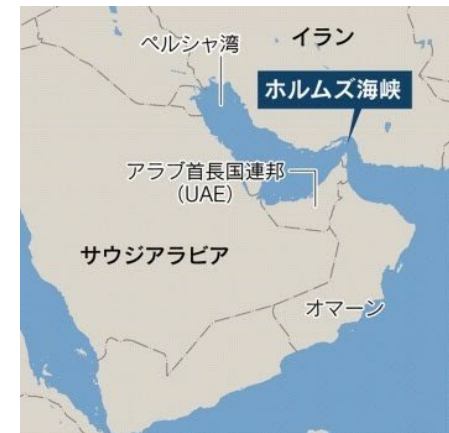 ペルシャ湾
イラン
ホルムズ海峡
アラブ首長国連邦
(UAE)
サウジアラビア
オマーン